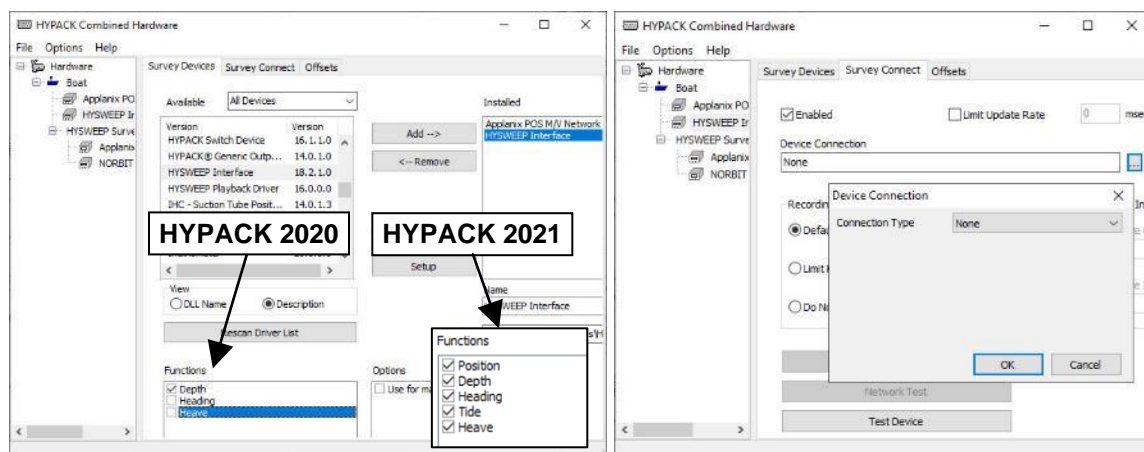 HYPACK Combined Hardware
File Options Help
Hardware
Boat
Applanix PO
HYSWEEP Ir
HYSWEEP Surve
Applanix
NORBIT
Survey Devices Survey Connect Offsets
Available All Devices
Version Version
HYPACK Switch Device 16.1.1.0
HYPACK® Generic Outp... 14.0.1.0
HYSWEEP Interface 18.2.1.0
HYSWEEP Playback Driver 16.0.0.0
IHC - Suction Tube Posit... 14.0.1.3
Add -->
<-- Remove
Installed
Applanix POS M/V Network
HYSWEEP Interface
HYPACK 2020
HYPACK 2021
Setup
View
DLL Name Description
Rescan Driver List
Name
WEEP Interface
Functions
Depth
Heading
Heave
Options
Use for m
Functions
Position
Depth
Heading
Tide
Heave
HYPACK Combined Hardware
File Options Help
Hardware
Boat
Applanix PO
HYSWEEP Ir
HYSWEEP Surve
Applanix
NORBIT
Survey Devices Survey Connect Offsets
Enabled Limit Update Rate 0 mse
Device Connection
None ...
Recordin
Defau
Limit
Do No
Device Connection
Connection Type None
OK Cancel
Network Test
Test Device